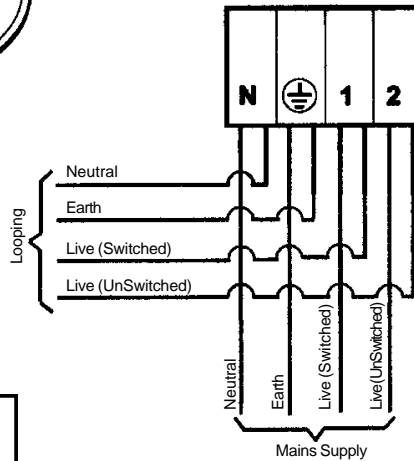 N 1 2
Neutral
Earth
Live (Switched)
Live (UnSwitched)
Looping
Neutral
Earth
Live (Switched)
Live(UnSwitched)
Mains Supply